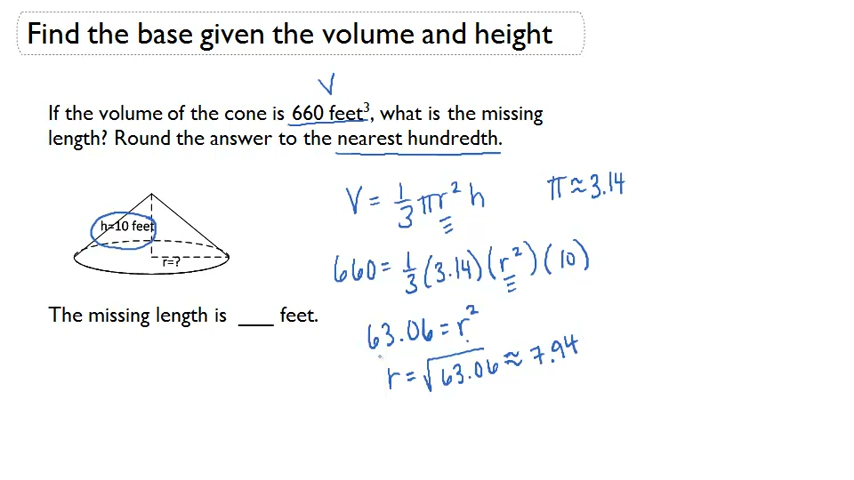 Find the base given the volume and height
V
If the volume of the cone is 660 feet³, what is the missing
length? Round the answer to the nearest hundredth.
V = 1/3 πr² h
π ≈ 3.14
h=10 feet
r=?
660 = 1/3 (3.14)(r²)(10)
The missing length is ___ feet.
63.06 = r²
r = √63.06 ≈ 7.94